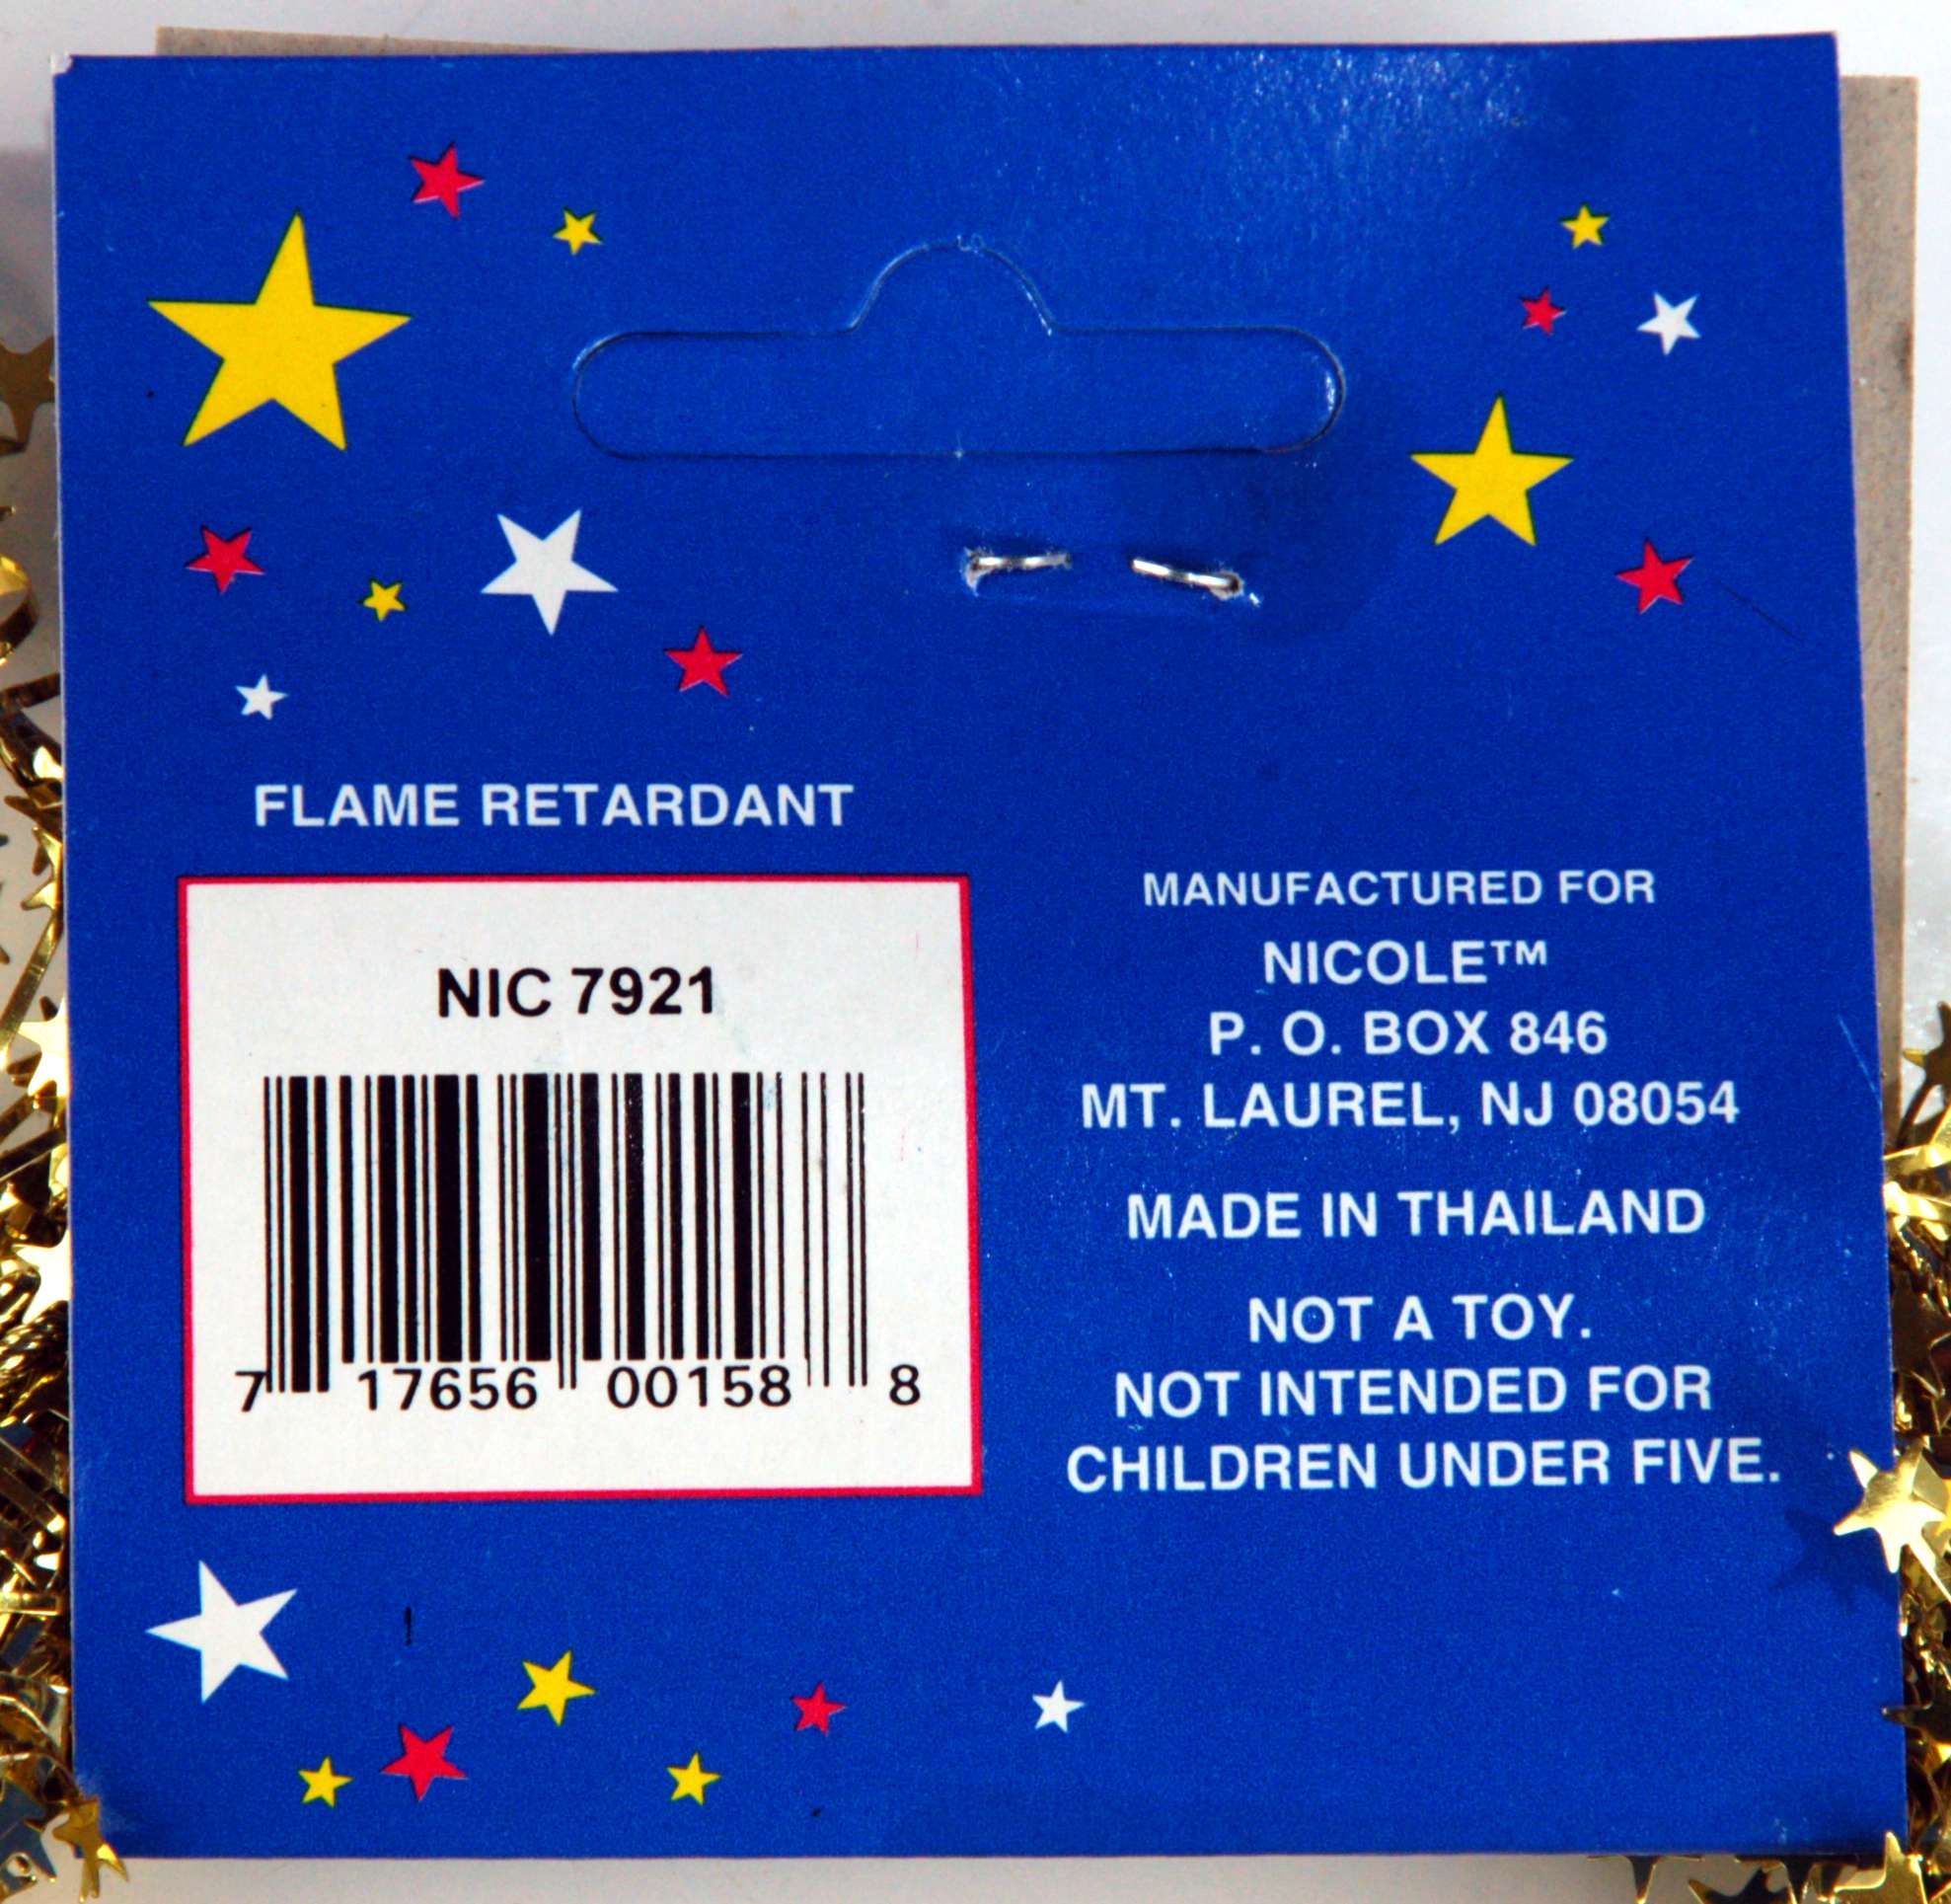 FLAME RETARDANT
NIC 7921
7 17656 00158 8
MANUFACTURED FOR
NICOLE™
P. O. BOX 846
MT. LAUREL, NJ 08054
MADE IN THAILAND
NOT A TOY.
NOT INTENDED FOR
CHILDREN UNDER FIVE.